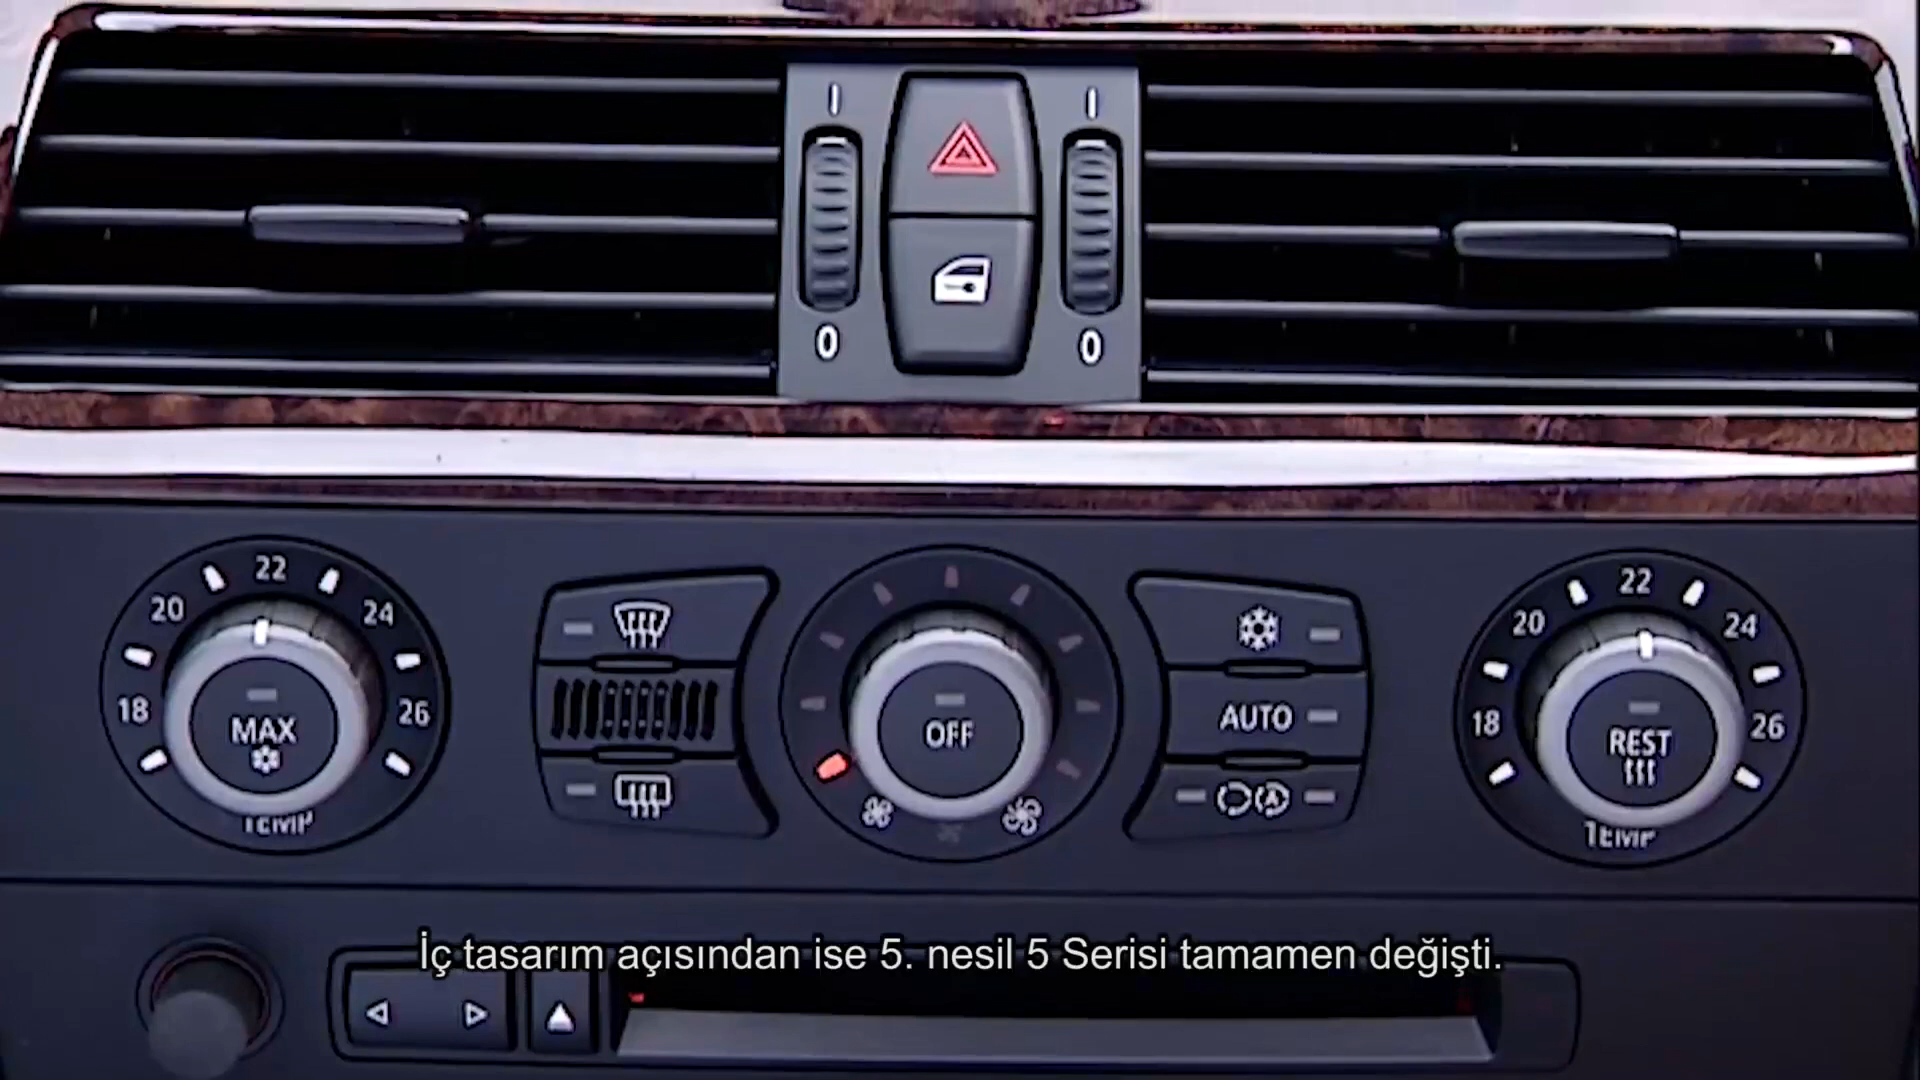 I I
0 0
22 22
20 24 20 24
18 26 18 26
MAX OFF AUTO REST
TEMP TEMP
İç tasarım açısından ise 5. nesil 5 Serisi tamamen değişti.